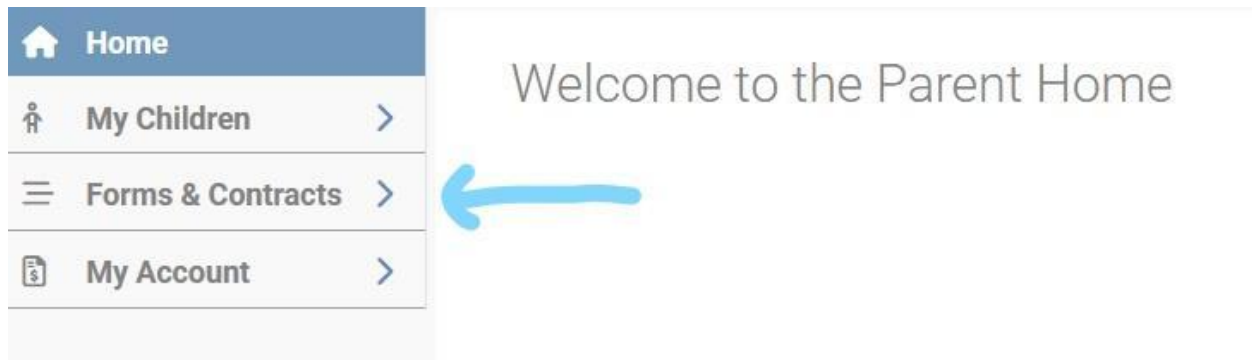 Home
My Children
Forms & Contracts
My Account
Welcome to the Parent Home